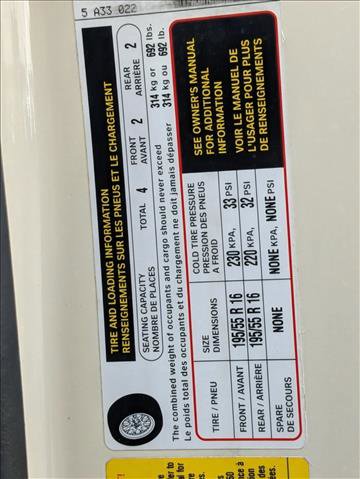 5 A33 022
TIRE AND LOADING INFORMATION
RENSEIGNEMENTS SUR LES PNEUS ET LE CHARGEMENT
SEATING CAPACITY TOTAL 4 FRONT 2 REAR 2
NOMBRE DE PLACES AVANT ARRIÈRE
The combined weight of occupants and cargo should never exceed 314 kg or 692 lbs.
Le poids total des occupants et du chargement ne doit jamais dépasser 314 kg ou 692 lb.
TIRE / PNEU SIZE DIMENSIONS COLD TIRE PRESSURE
PRESSION DES PNEUS
A FROID
FRONT / AVANT 195/55 R 16 230 KPA, 33 PSI
REAR / ARRIÈRE 195/55 R 16 220 KPA, 32 PSI
SPARE
DE SECOURS NONE NONE KPA, NONE PSI
SEE OWNER'S MANUAL
FOR ADDITIONAL
INFORMATION
VOIR LE MANUEL DE
L'USAGER POUR PLUS
DE RENSEIGNEMENTS